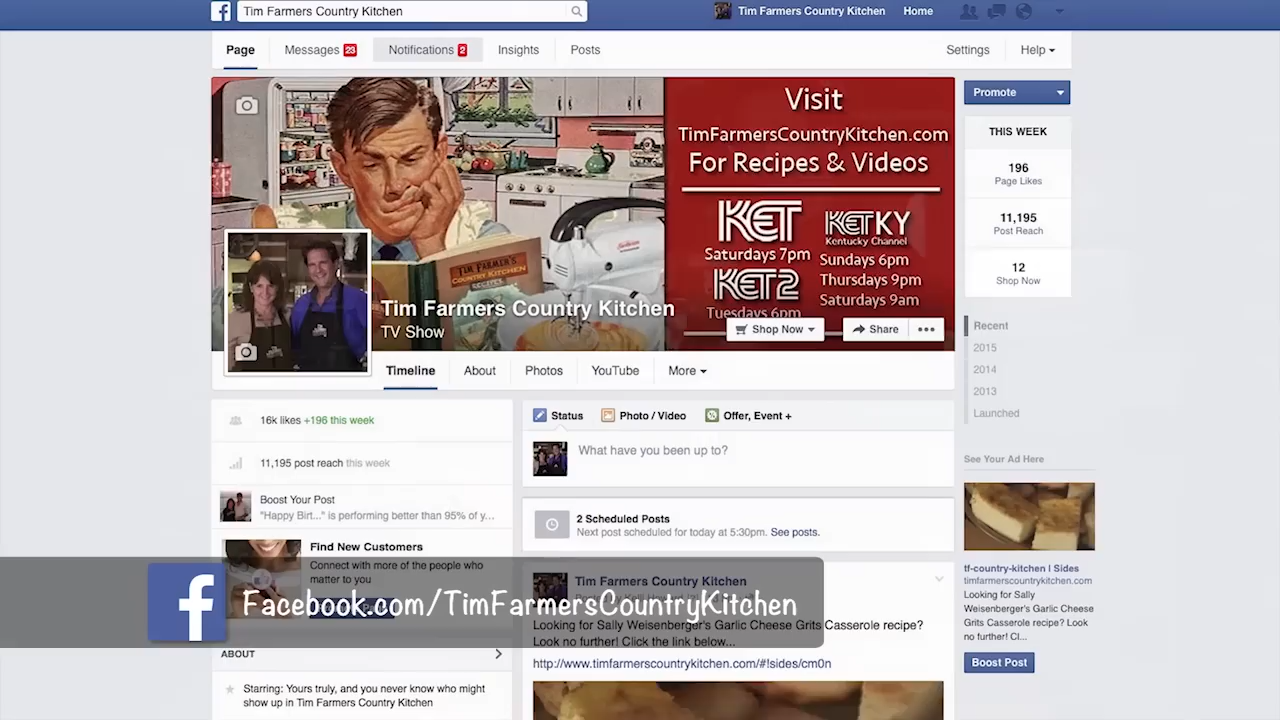 Tim Farmers Country Kitchen
Tim Farmers Country Kitchen Home
Page Messages 23 Notifications 2 Insights Posts Settings Help
Visit
TimFarmersCountryKitchen.com
For Recipes & Videos
KET
Saturdays 7pm
KET2
Tuesdays 6pm
KETKY
Kentucky Channel
Sundays 6pm
Thursdays 9pm
Saturdays 9am
TIM FARMER'S
COUNTRY KITCHEN
RECIPES
Sunbeam
Tim Farmers Country Kitchen
TV Show
Shop Now Share •••
Timeline About Photos YouTube More
Promote
THIS WEEK
196
Page Likes
11,195
Post Reach
12
Shop Now
Recent
2015
2014
2013
Launched
See Your Ad Here
tf-country-kitchen | Sides
timfarmerscountrykitchen.com
Looking for Sally
Weisenberger's Garlic Cheese
Grits Casserole recipe? Look
no further! Cl...
Boost Post
16k likes +196 this week
11,195 post reach this week
Boost Your Post
"Happy Birt..." is performing better than 95% of y...
Find New Customers
Connect with more of the people who
matter to you
ABOUT
Starring: Yours truly, and you never know who might
show up in Tim Farmers Country Kitchen
Status Photo / Video Offer, Event +
What have you been up to?
2 Scheduled Posts
Next post scheduled for today at 5:30pm. See posts.
Tim Farmers Country Kitchen
Looking for Sally Weisenberger's Garlic Cheese Grits Casserole recipe?
Look no further! Click the link below...
http://www.timfarmerscountrykitchen.com/#!sides/cm0n
Facebook.com/TimFarmersCountryKitchen